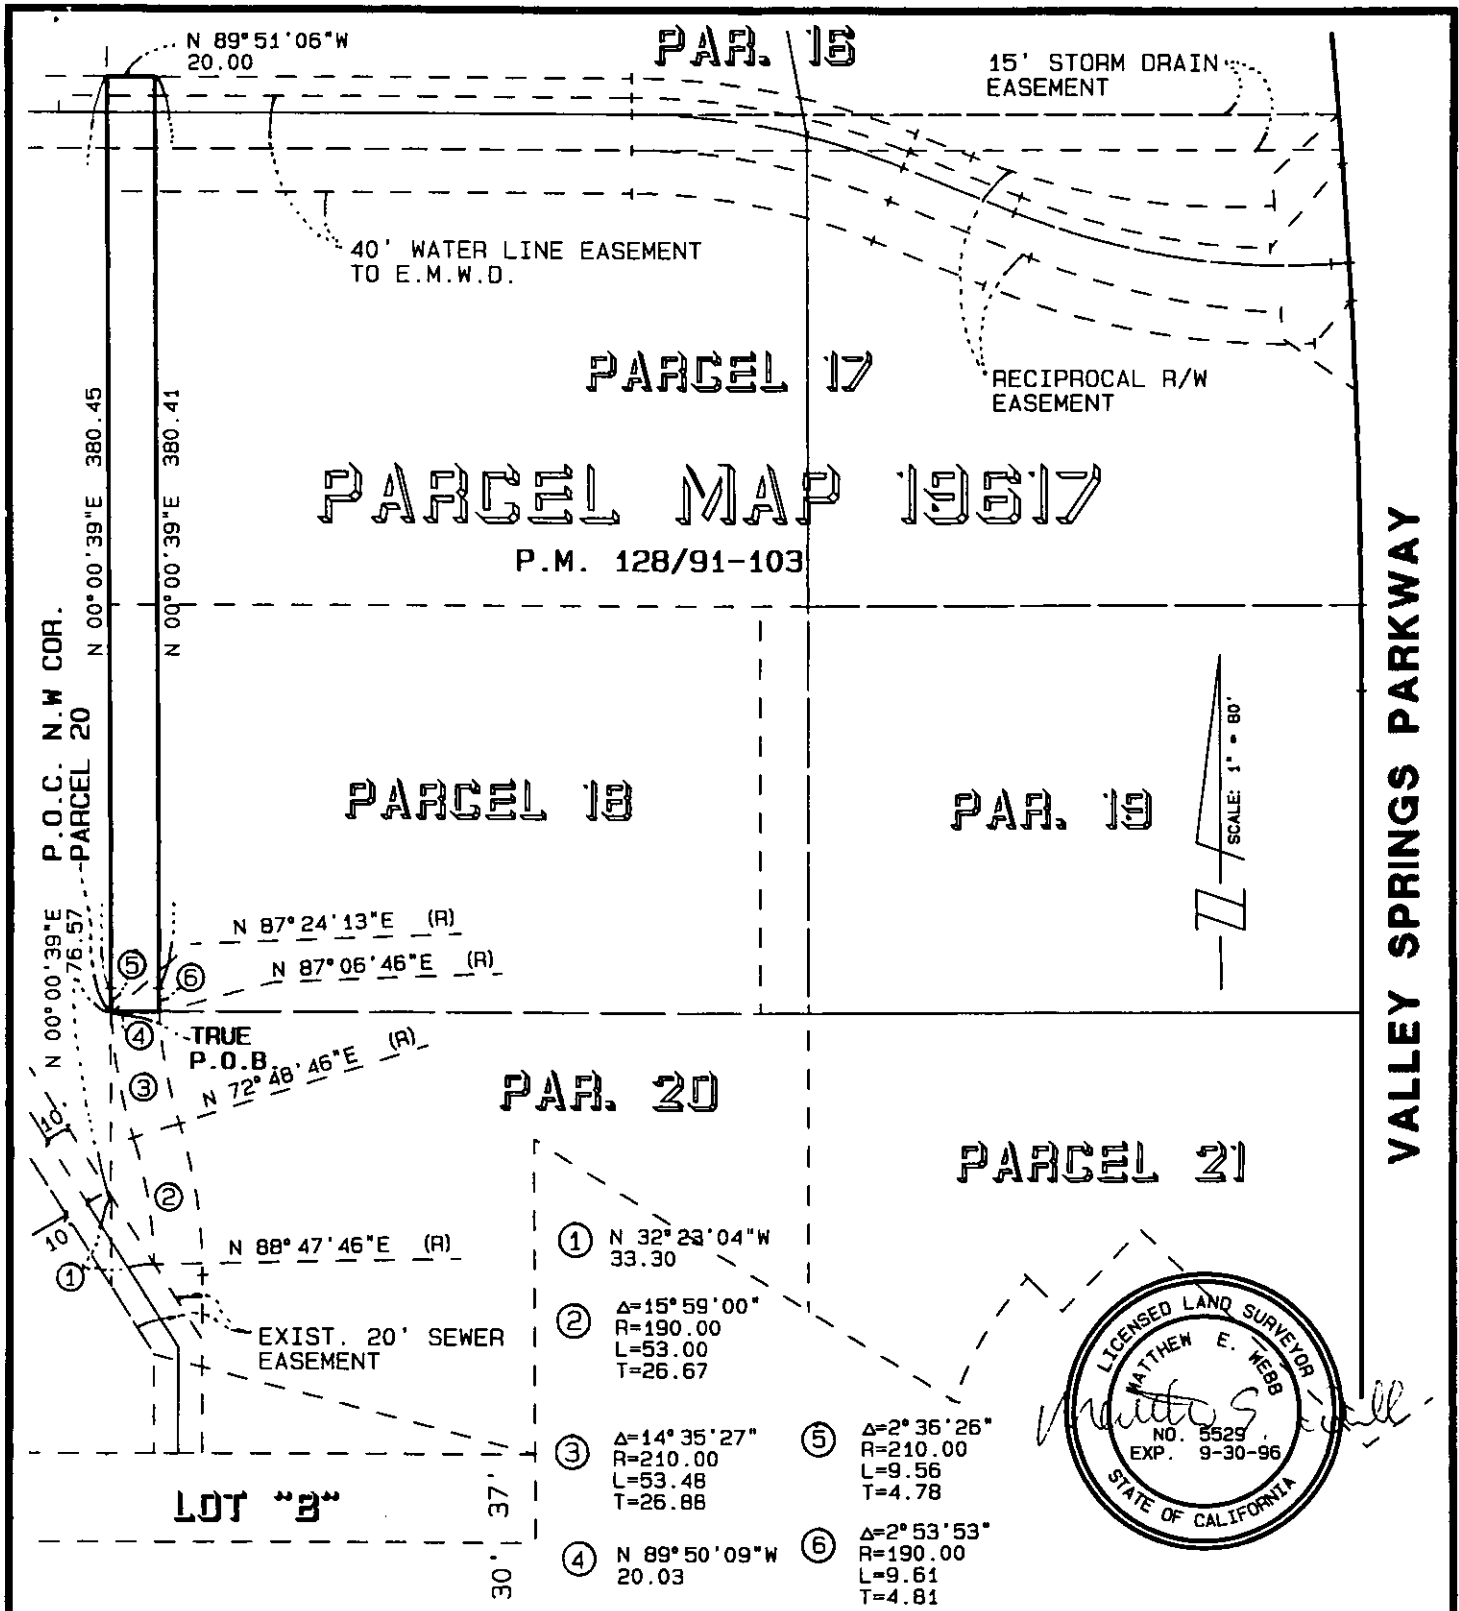 N 89°51'06"W
20.00
PAR. 16
15' STORM DRAIN
EASEMENT
40' WATER LINE EASEMENT
TO E.M.W.D.
PARCEL 17
RECIPROCAL R/W
EASEMENT
N 00°00'39"E 380.45
N 00°00'39"E 380.41
PARCEL MAP 19617
P.M. 128/91-103
VALLEY SPRINGS PARKWAY
P.O.C. N.W COR.
PARCEL 20
PARCEL 18
PAR. 19
SCALE: 1" = 80'
N 00°00'39"E
76.57
N 87°24'13"E (R)
N 87°06'46"E (R)
5
6
4
TRUE
P.O.B.
3
N 72°48'46"E (R)
PAR. 20
10'
PARCEL 21
2
10'
1
N 88°47'46"E (R)
EXIST. 20' SEWER
EASEMENT
1 N 32°23'04"W
33.30
2 Δ=15°59'00"
R=190.00
L=53.00
T=26.67
3 Δ=14°35'27"
R=210.00
L=53.48
T=26.88
4 N 89°50'09"W
20.03
5 Δ=2°36'26"
R=210.00
L=9.56
T=4.78
6 Δ=2°53'53"
R=190.00
L=9.61
T=4.81
LOT "B"
37'
30'
LICENSED LAND SURVEYOR
MATTHEW E. WEBB
NO. 5529
EXP. 9-30-96
STATE OF CALIFORNIA